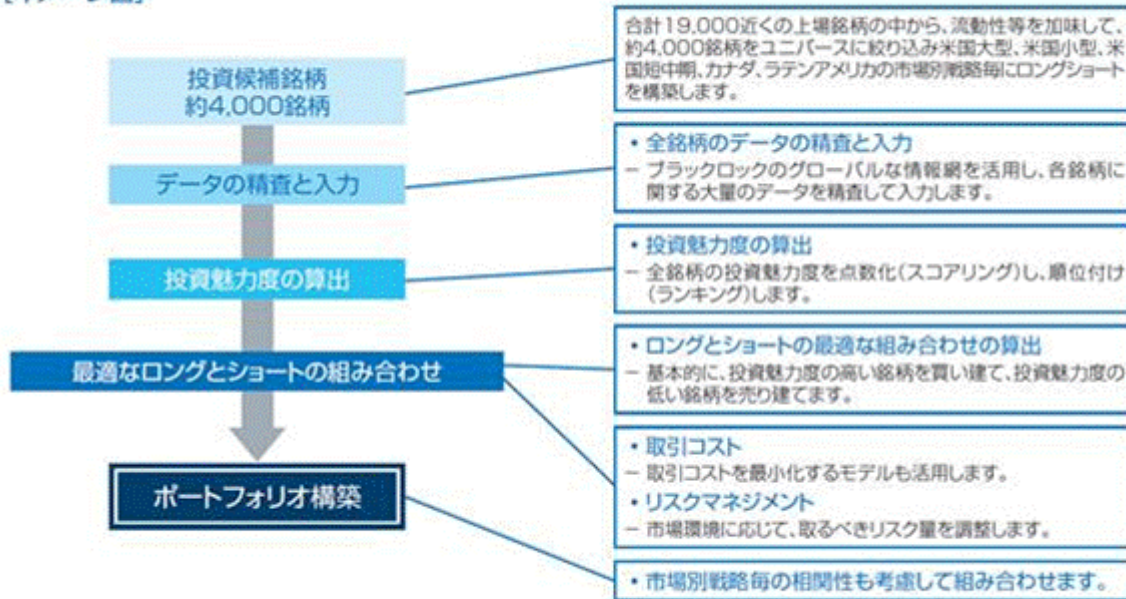 投資候補銘柄
約4,000銘柄
データの精査と入力
投資魅力度の算出
最適なロングとショートの組み合わせ
ポートフォリオ構築
合計19,000近くの上場銘柄の中から、流動性等を加味して、
約4,000銘柄をユニバースに絞り込み米国大型、米国小型、米
国短中期、カナダ、ラテンアメリカの市場別戦略毎にロングショート
を構築します。
・全銘柄のデータの精査と入力
− ブラックロックのグローバルな情報網を活用し、各銘柄に
関する大量のデータを精査して入力します。
・投資魅力度の算出
− 全銘柄の投資魅力度を点数化(スコアリング)し、順位付け
(ランキング)します。
・ロングとショートの最適な組み合わせの算出
− 基本的に、投資魅力度の高い銘柄を買い建て、投資魅力度の
低い銘柄を売り建てます。
・取引コスト
− 取引コストを最小化するモデルも活用します。
・リスクマネジメント
− 市場環境に応じて、取るべきリスク量を調整します。
・市場別戦略毎の相関性も考慮して組み合わせます。